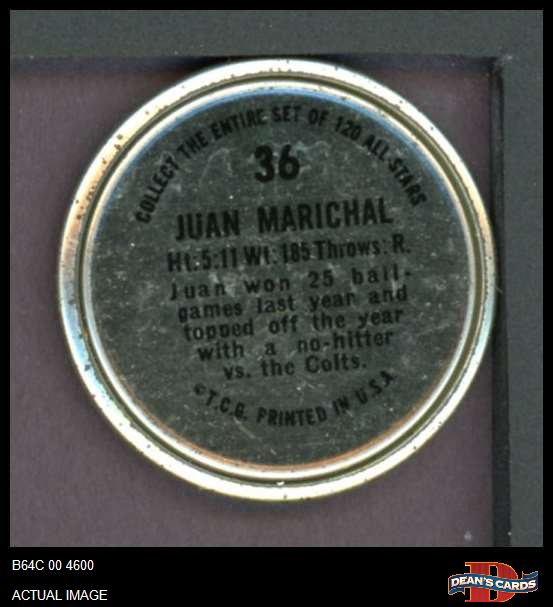 COLLECT THE ENTIRE SET OF 120 ALL STARS
36
JUAN MARICHAL
Ht:5:11 Wt:185 Throws:R.
Juan won 25 ball-
games last year and
topped off the year
with a no-hitter
vs. the Colts.
©T.C.G. PRINTED IN U.S.A.
B64C 00 4600
ACTUAL IMAGE
D
DEAN'S CARDS